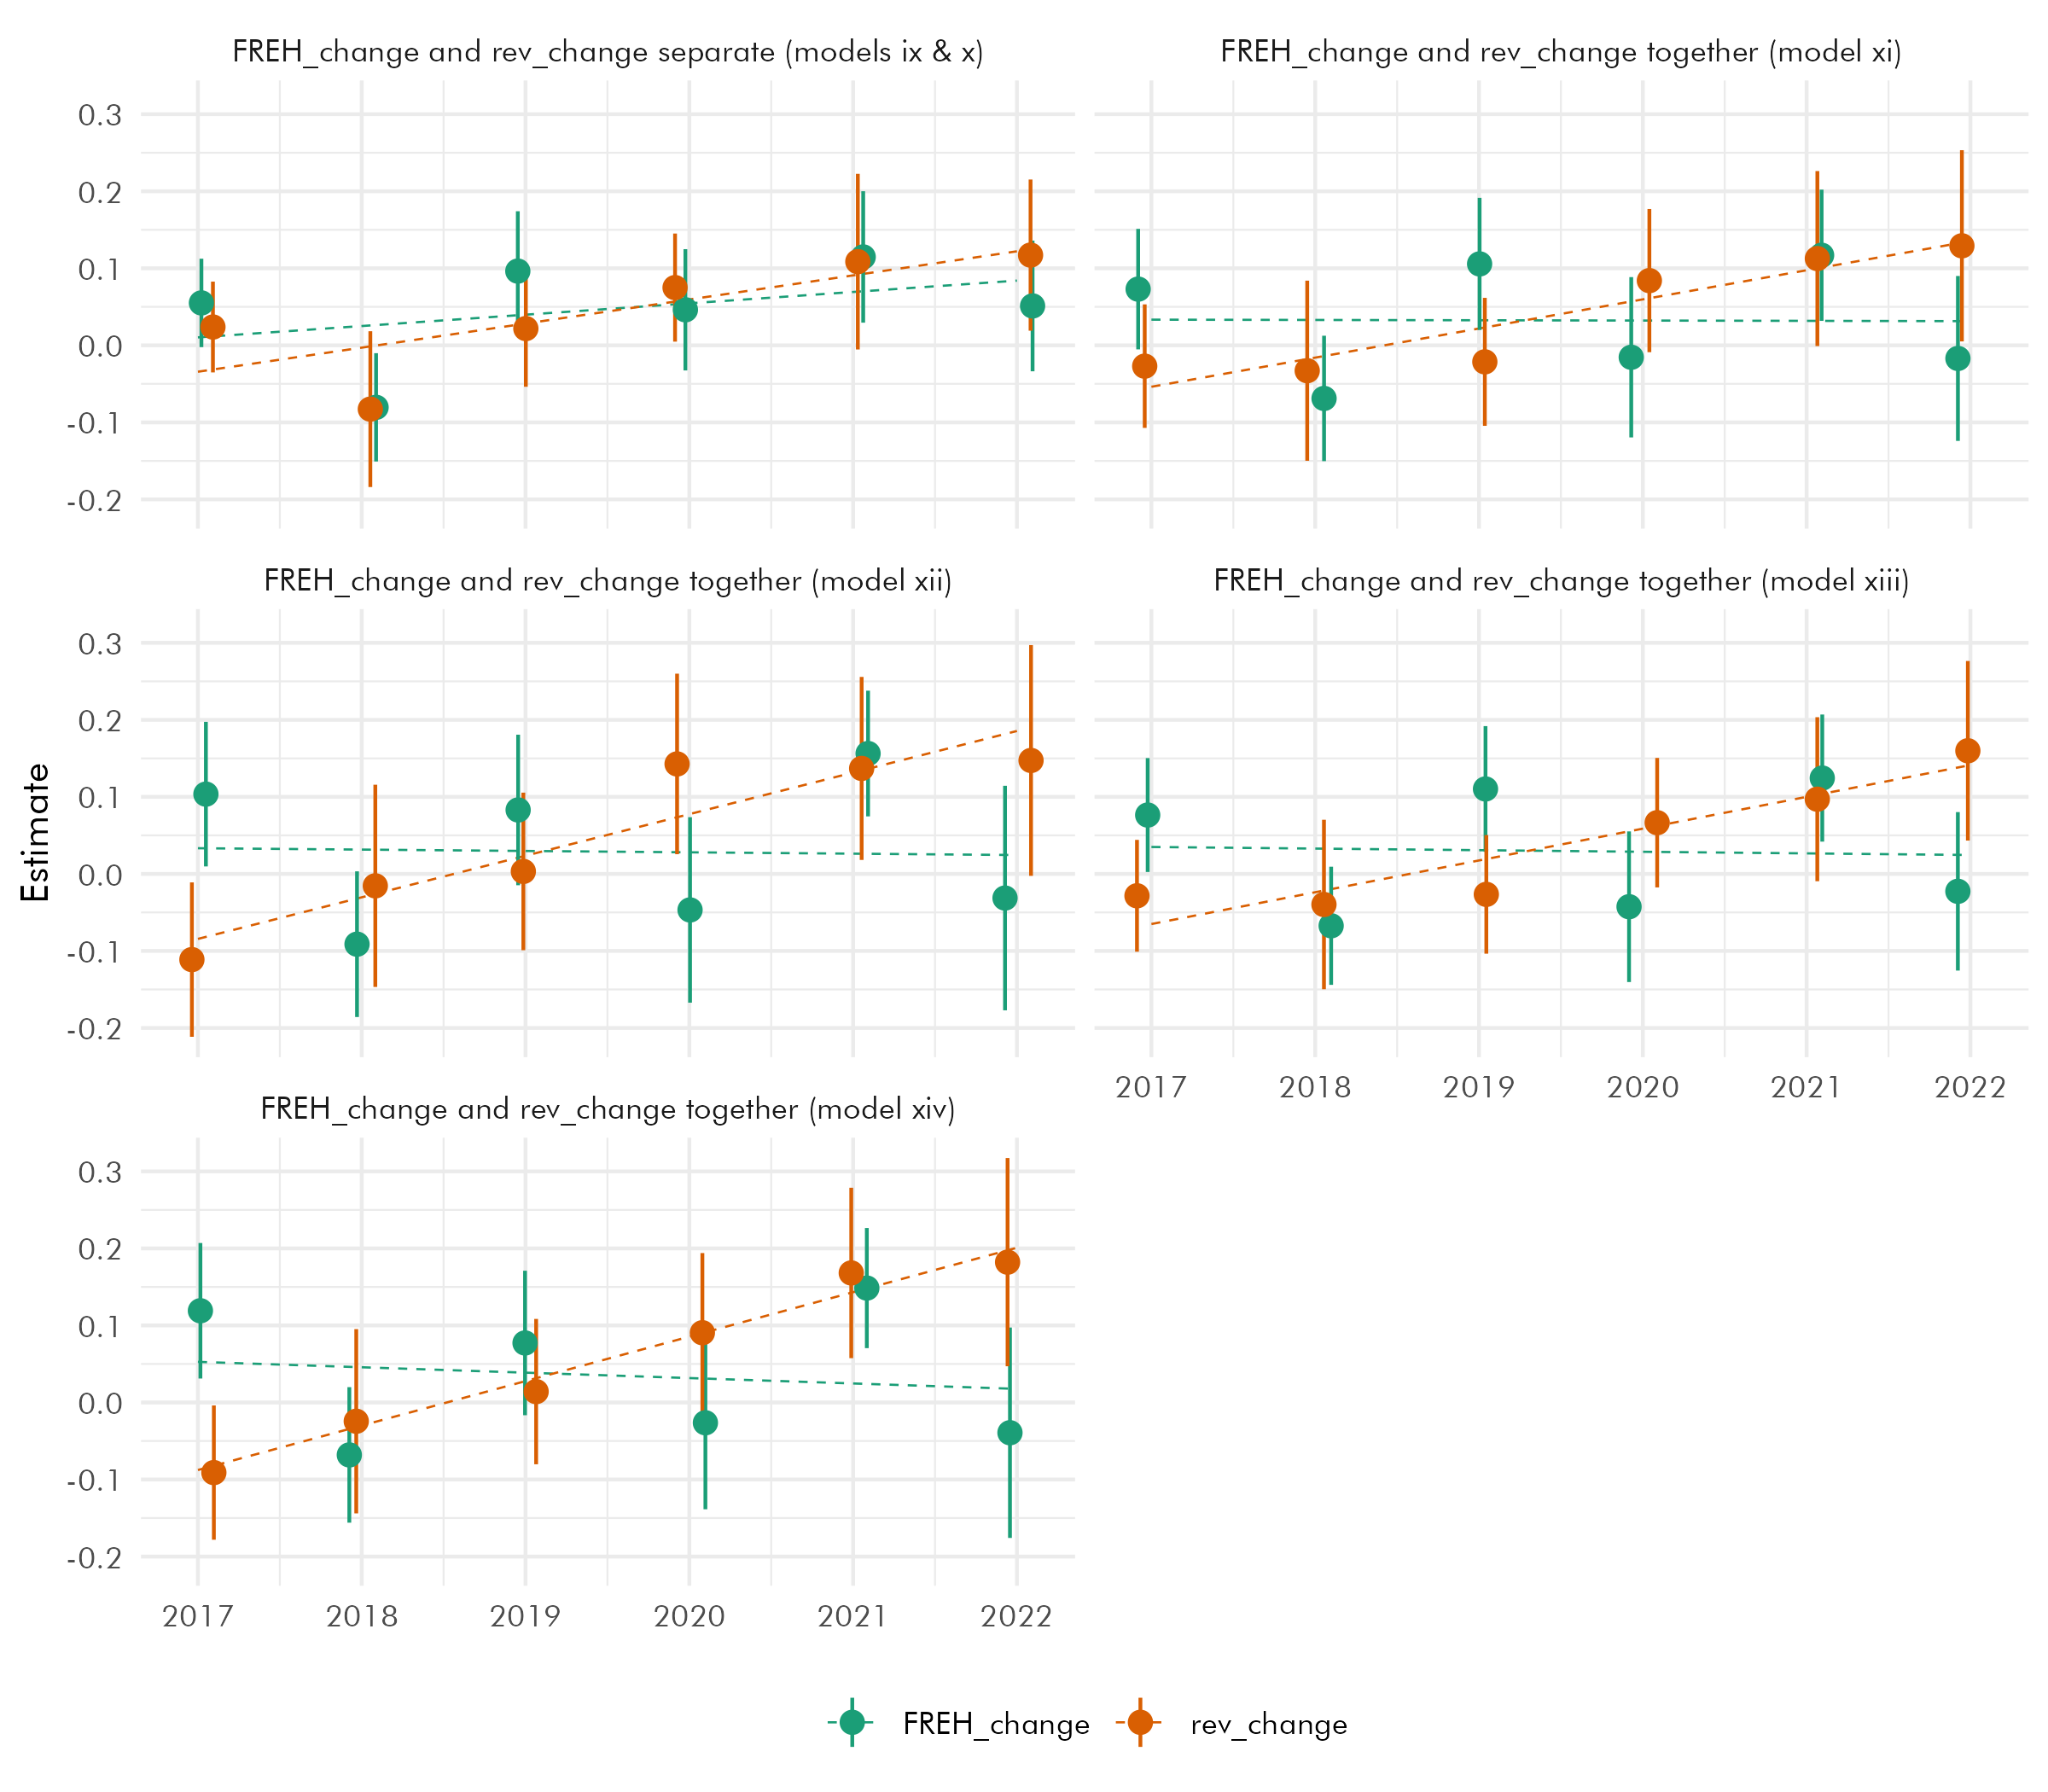 FREH_change and rev_change separate (models ix & x)
FREH_change and rev_change together (model xi)
0.3
0.2
0.1
0.0
-0.1
-0.2
FREH_change and rev_change together (model xii)
FREH_change and rev_change together (model xiii)
0.3
0.2
0.1
0.0
-0.1
-0.2
Estimate
2017 2018 2019 2020 2021 2022
FREH_change and rev_change together (model xiv)
0.3
0.2
0.1
0.0
-0.1
-0.2
2017 2018 2019 2020 2021 2022
FREH_change rev_change